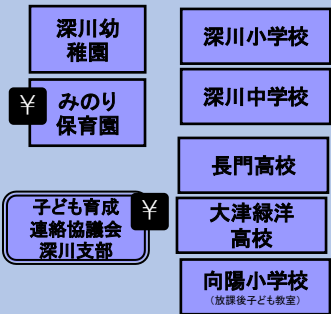 深川幼
稚園
¥
みのり
保育園
子ども育成
連絡協議会
深川支部
¥
深川小学校
深川中学校
長門高校
大津緑洋
高校
向陽小学校
(放課後子ども教室)